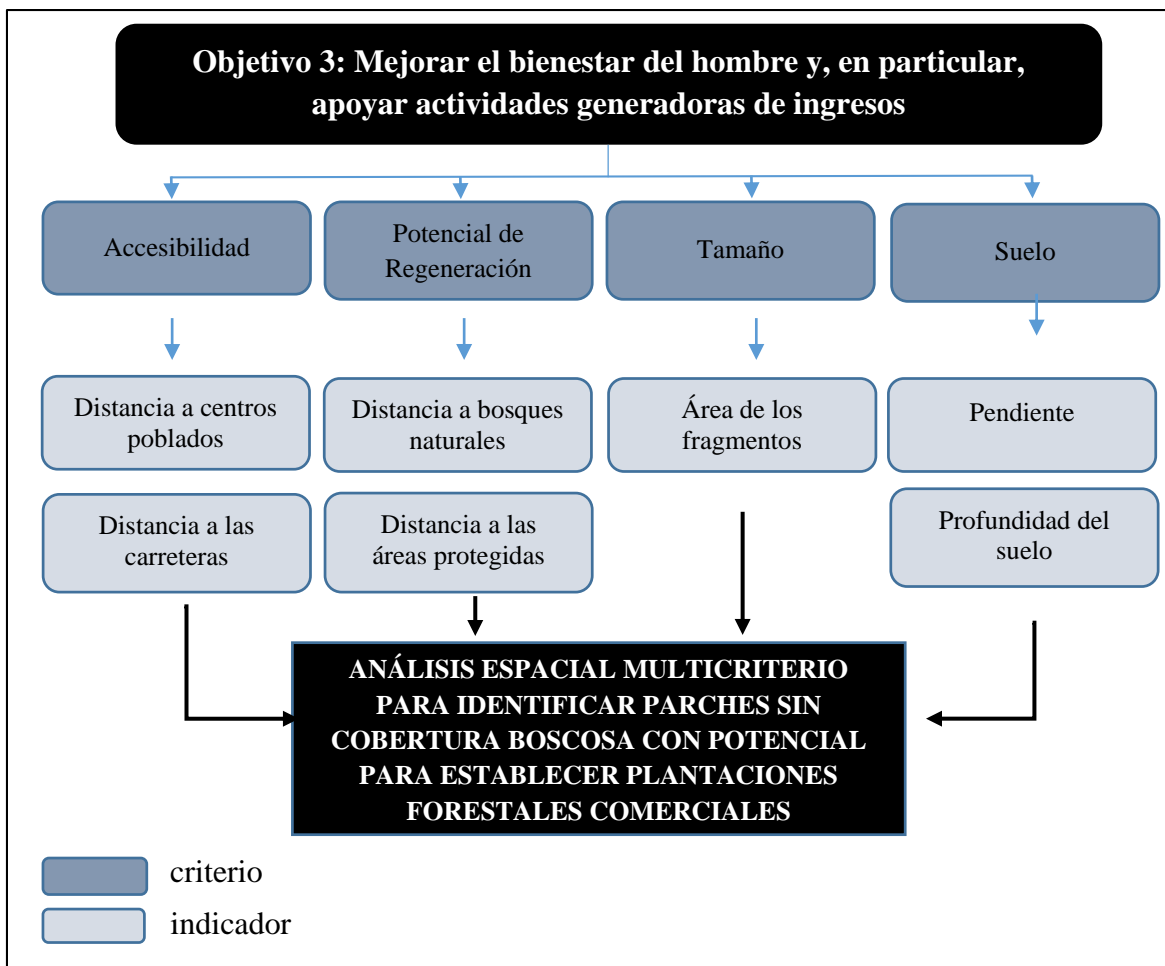 Objetivo 3: Mejorar el bienestar del hombre y, en particular,
apoyar actividades generadoras de ingresos
Accesibilidad
Potencial de
Regeneración
Tamaño
Suelo
Distancia a centros
poblados
Distancia a bosques
naturales
Área de los
fragmentos
Pendiente
Distancia a las
carreteras
Distancia a las
áreas protegidas
Profundidad del
suelo
ANÁLISIS ESPACIAL MULTICRITERIO
PARA IDENTIFICAR PARCHES SIN
COBERTURA BOSCOSA CON POTENCIAL
PARA ESTABLECER PLANTACIONES
FORESTALES COMERCIALES
criterio
indicador